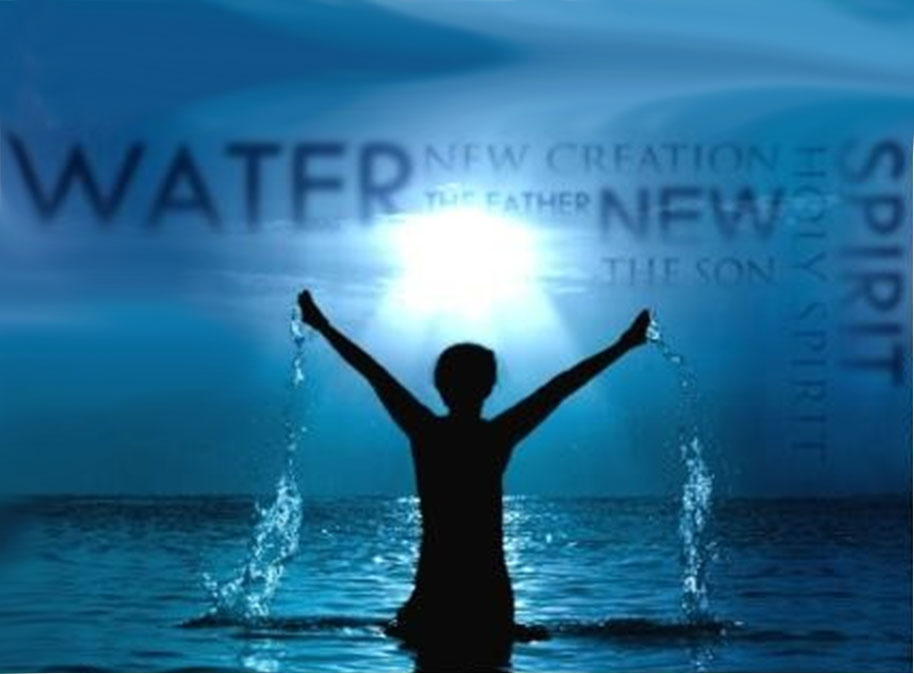 WATER
NEW CREATION
THE FATHER
NEW
THE SON
HOLY SPIRIT
SPIRIT